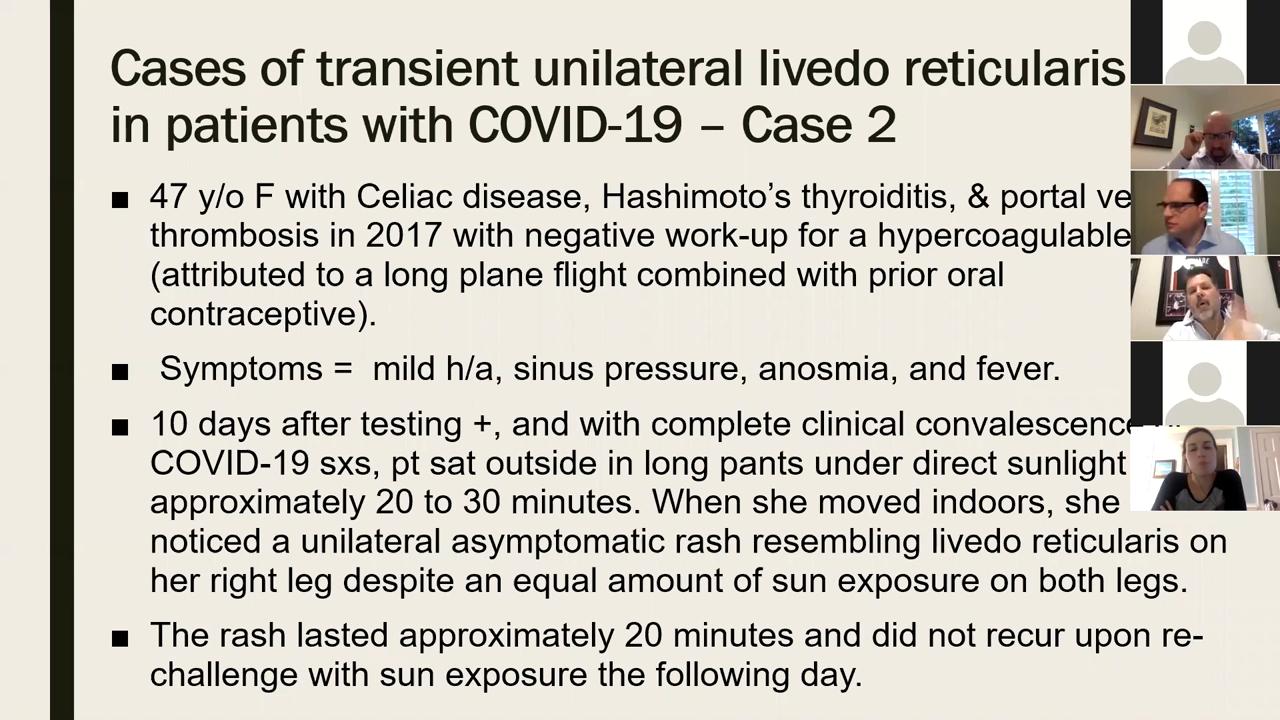 Cases of transient unilateral livedo reticularis
in patients with COVID-19 – Case 2
■ 47 y/o F with Celiac disease, Hashimoto's thyroiditis, & portal ve
thrombosis in 2017 with negative work-up for a hypercoagulable
(attributed to a long plane flight combined with prior oral
contraceptive).
■ Symptoms = mild h/a, sinus pressure, anosmia, and fever.
■ 10 days after testing +, and with complete clinical convalescence
COVID-19 sxs, pt sat outside in long pants under direct sunlight
approximately 20 to 30 minutes. When she moved indoors, she
noticed a unilateral asymptomatic rash resembling livedo reticularis on
her right leg despite an equal amount of sun exposure on both legs.
■ The rash lasted approximately 20 minutes and did not recur upon re-
challenge with sun exposure the following day.